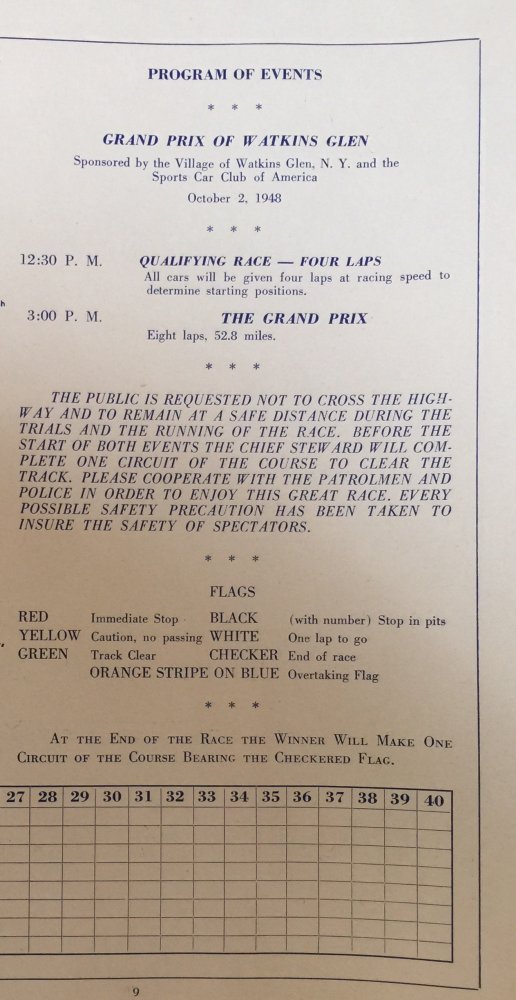 PROGRAM OF EVENTS
* * *
GRAND PRIX OF WATKINS GLEN
Sponsored by the Village of Watkins Glen, N. Y. and the
Sports Car Club of America
October 2, 1948
* * *
12:30 P. M. QUALIFYING RACE — FOUR LAPS
All cars will be given four laps at racing speed to
determine starting positions.
3:00 P. M. THE GRAND PRIX
Eight laps, 52.8 miles.
* * *
THE PUBLIC IS REQUESTED NOT TO CROSS THE HIGH-
WAY AND TO REMAIN AT A SAFE DISTANCE DURING THE
TRIALS AND THE RUNNING OF THE RACE. BEFORE THE
START OF BOTH EVENTS THE CHIEF STEWARD WILL COM-
PLETE ONE CIRCUIT OF THE COURSE TO CLEAR THE
TRACK. PLEASE COOPERATE WITH THE PATROLMEN AND
POLICE IN ORDER TO ENJOY THIS GREAT RACE. EVERY
POSSIBLE SAFETY PRECAUTION HAS BEEN TAKEN TO
INSURE THE SAFETY OF SPECTATORS.
* * *
FLAGS
RED Immediate Stop BLACK (with number) Stop in pits
YELLOW Caution, no passing WHITE One lap to go
GREEN Track Clear CHECKER End of race
ORANGE STRIPE ON BLUE Overtaking Flag
* * *
AT THE END OF THE RACE THE WINNER WILL MAKE ONE
CIRCUIT OF THE COURSE BEARING THE CHECKERED FLAG.
27 28 29 30 31 32 33 34 35 36 37 38 39 40
9